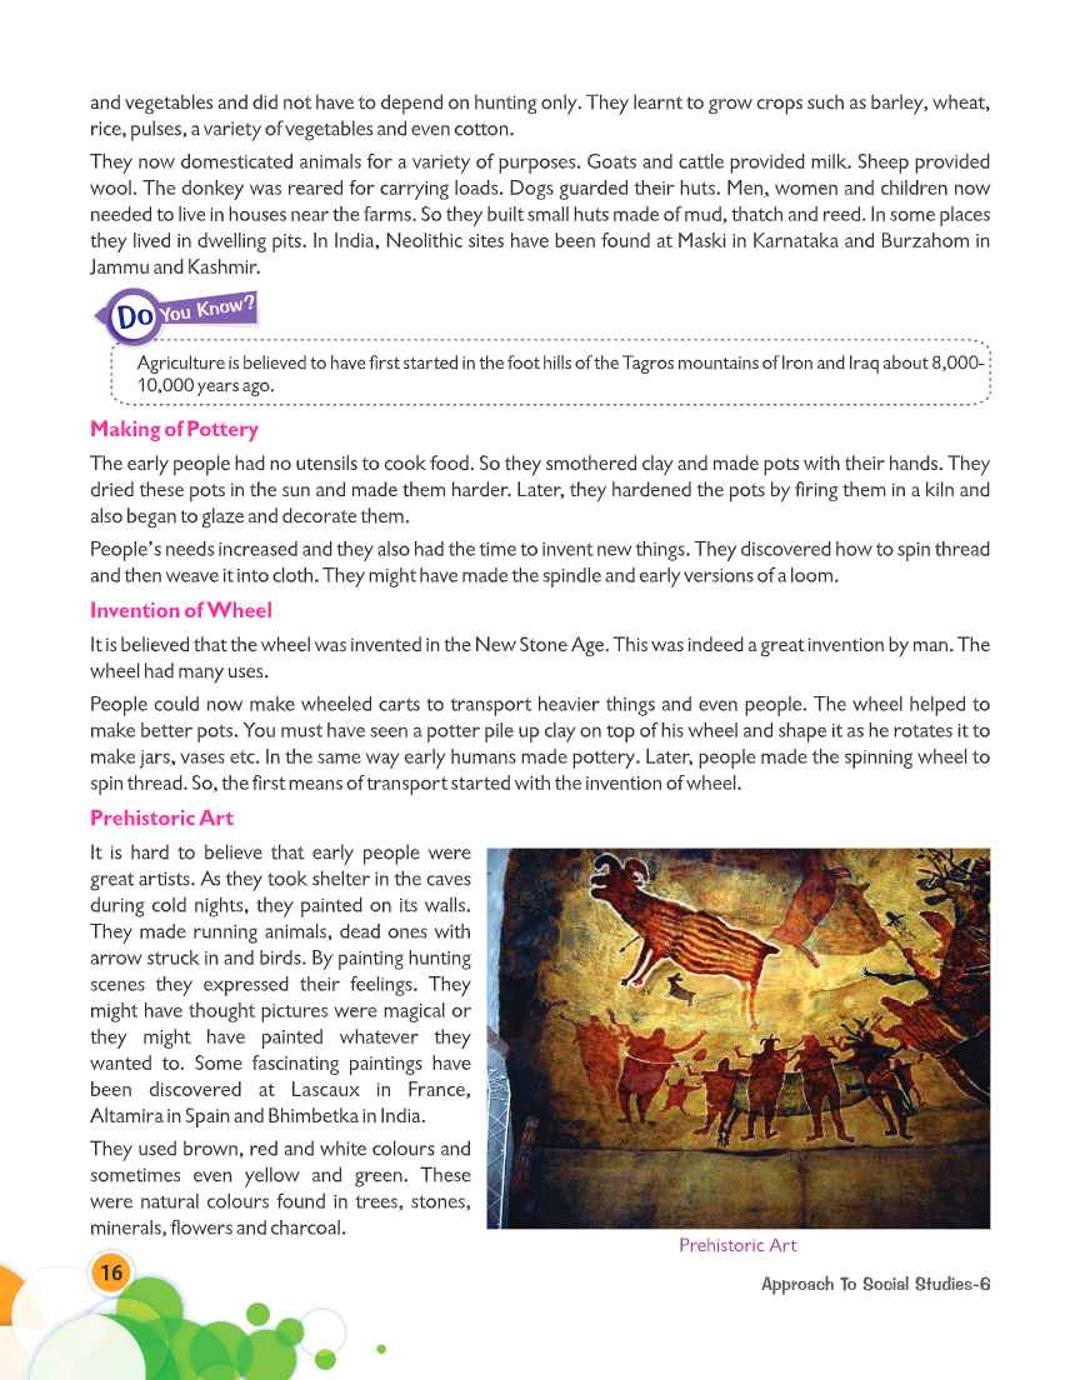 and vegetables and did not have to depend on hunting only. They learnt to grow crops such as barley, wheat,
rice, pulses, a variety of vegetables and even cotton.
They now domesticated animals for a variety of purposes. Goats and cattle provided milk. Sheep provided
wool. The donkey was reared for carrying loads. Dogs guarded their huts. Men, women and children now
needed to live in houses near the farms. So they built small huts made of mud, thatch and reed. In some places
they lived in dwelling pits. In India, Neolithic sites have been found at Maski in Karnataka and Burzahom in
Jammu and Kashmir.
Do You Know?
Agriculture is believed to have first started in the foot hills of the Tagros mountains of Iron and Iraq about 8,000-
10,000 years ago.
Making of Pottery
The early people had no utensils to cook food. So they smothered clay and made pots with their hands. They
dried these pots in the sun and made them harder. Later, they hardened the pots by firing them in a kiln and
also began to glaze and decorate them.
People's needs increased and they also had the time to invent new things. They discovered how to spin thread
and then weave it into cloth. They might have made the spindle and early versions of a loom.
Invention of Wheel
It is believed that the wheel was invented in the New Stone Age. This was indeed a great invention by man. The
wheel had many uses.
People could now make wheeled carts to transport heavier things and even people. The wheel helped to
make better pots. You must have seen a potter pile up clay on top of his wheel and shape it as he rotates it to
make jars, vases etc. In the same way early humans made pottery. Later, people made the spinning wheel to
spin thread. So, the first means of transport started with the invention of wheel.
Prehistoric Art
It is hard to believe that early people were
great artists. As they took shelter in the caves
during cold nights, they painted on its walls.
They made running animals, dead ones with
arrow struck in and birds. By painting hunting
scenes they expressed their feelings. They
might have thought pictures were magical or
they might have painted whatever they
wanted to. Some fascinating paintings have
been discovered at Lascaux in France,
Altamira in Spain and Bhimbetka in India.
They used brown, red and white colours and
sometimes even yellow and green. These
were natural colours found in trees, stones,
minerals, flowers and charcoal.
Prehistoric Art
16
Approach To Social Studies-6